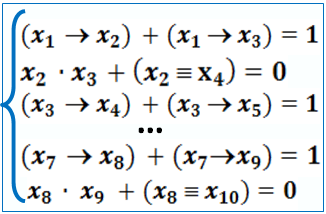 (x₁ → x₂) + (x₁ → x₃) = 1
x₂ · x₃ + (x₂ ≡ x₄) = 0
(x₃ → x₄) + (x₃ → x₅) = 1
...
(x₇ → x₈) + (x₇→x₉) = 1
x₈ · x₉ + (x₈ ≡ x₁₀) = 0